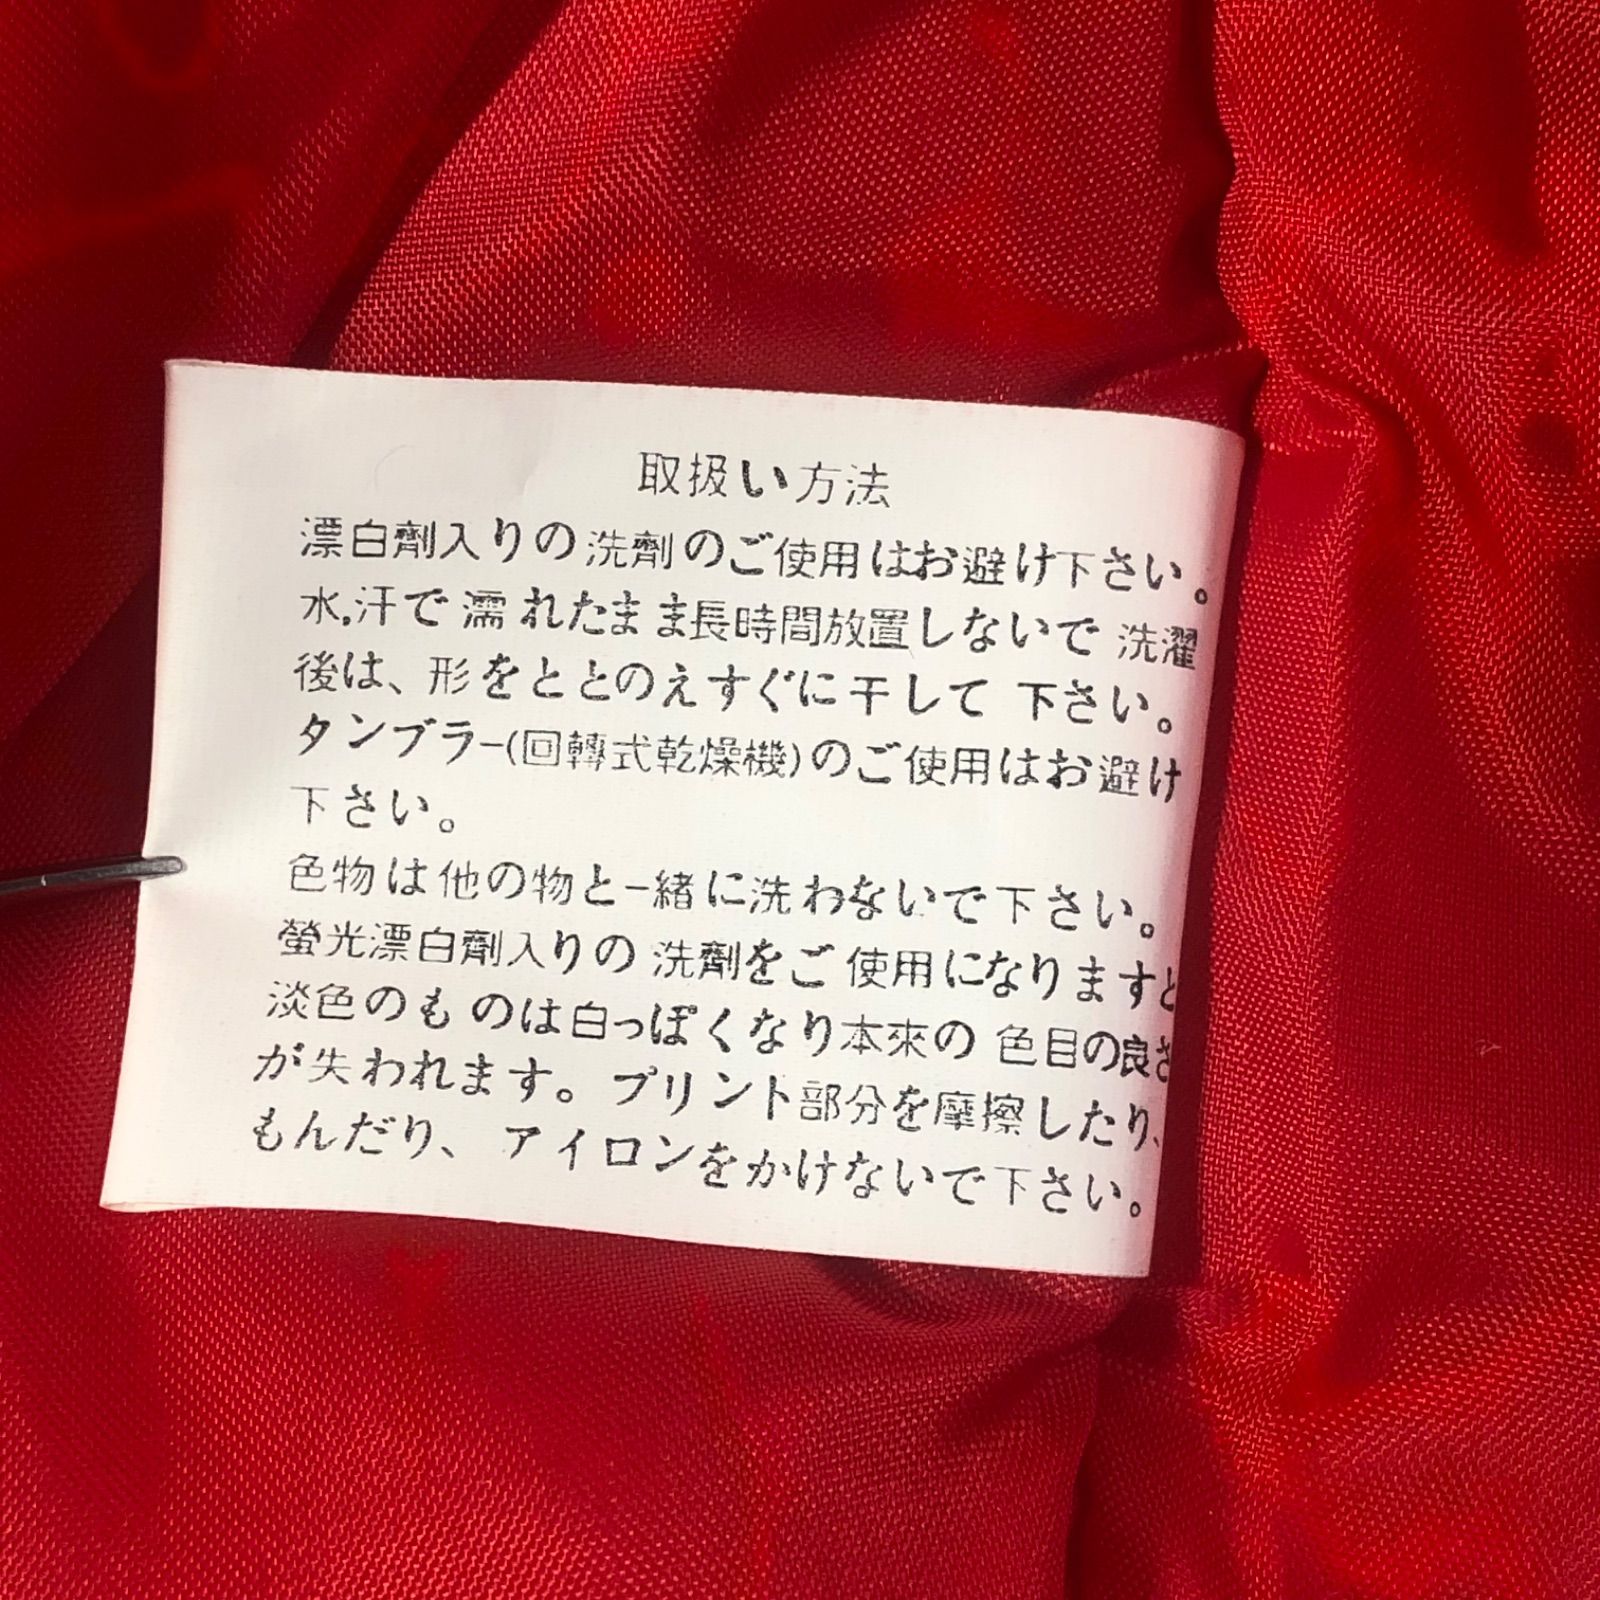 取扱い方法
漂白劑入りの洗劑のご使用はお避け下さい。
水,汗で濡れたまま長時間放置しないで洗濯
後は、形をととのえすぐに干して下さい。
タンブラー(回轉式乾燥機)のご使用はお避け
下さい。
色物は他の物と一緒に洗わないで下さい。
螢光漂白劑入りの洗劑をご使用になりますと
淡色のものは白っぽくなり本來の色目の良さ
が失われます。プリント部分を摩擦したり、
もんだり、アイロンをかけないで下さい。